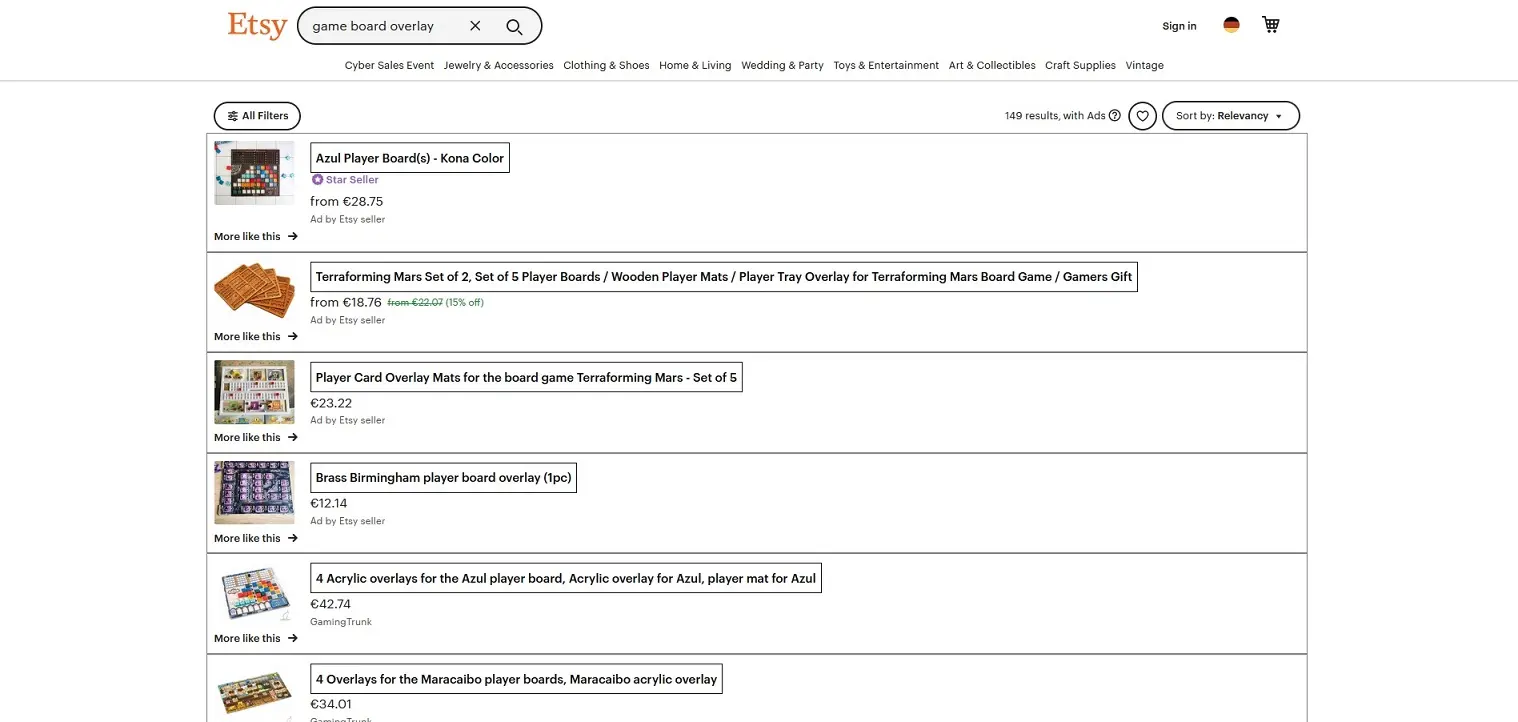 Etsy
game board overlay
Sign in
Cyber Sales Event Jewelry & Accessories Clothing & Shoes Home & Living Wedding & Party Toys & Entertainment Art & Collectibles Craft Supplies Vintage
All Filters
149 results, with Ads
Sort by: Relevancy
Azul Player Board(s) - Kona Color
Star Seller
from €28.75
Ad by Etsy seller
More like this
Terraforming Mars Set of 2, Set of 5 Player Boards / Wooden Player Mats / Player Tray Overlay for Terraforming Mars Board Game / Gamers Gift
from €18.76 from €22.07 (15% off)
Ad by Etsy seller
More like this
Player Card Overlay Mats for the board game Terraforming Mars - Set of 5
€23.22
Ad by Etsy seller
More like this
Brass Birmingham player board overlay (1pc)
€12.14
Ad by Etsy seller
More like this
4 Acrylic overlays for the Azul player board, Acrylic overlay for Azul, player mat for Azul
€42.74
GamingTrunk
More like this
4 Overlays for the Maracaibo player boards, Maracaibo acrylic overlay
€34.01
GamingTrunk